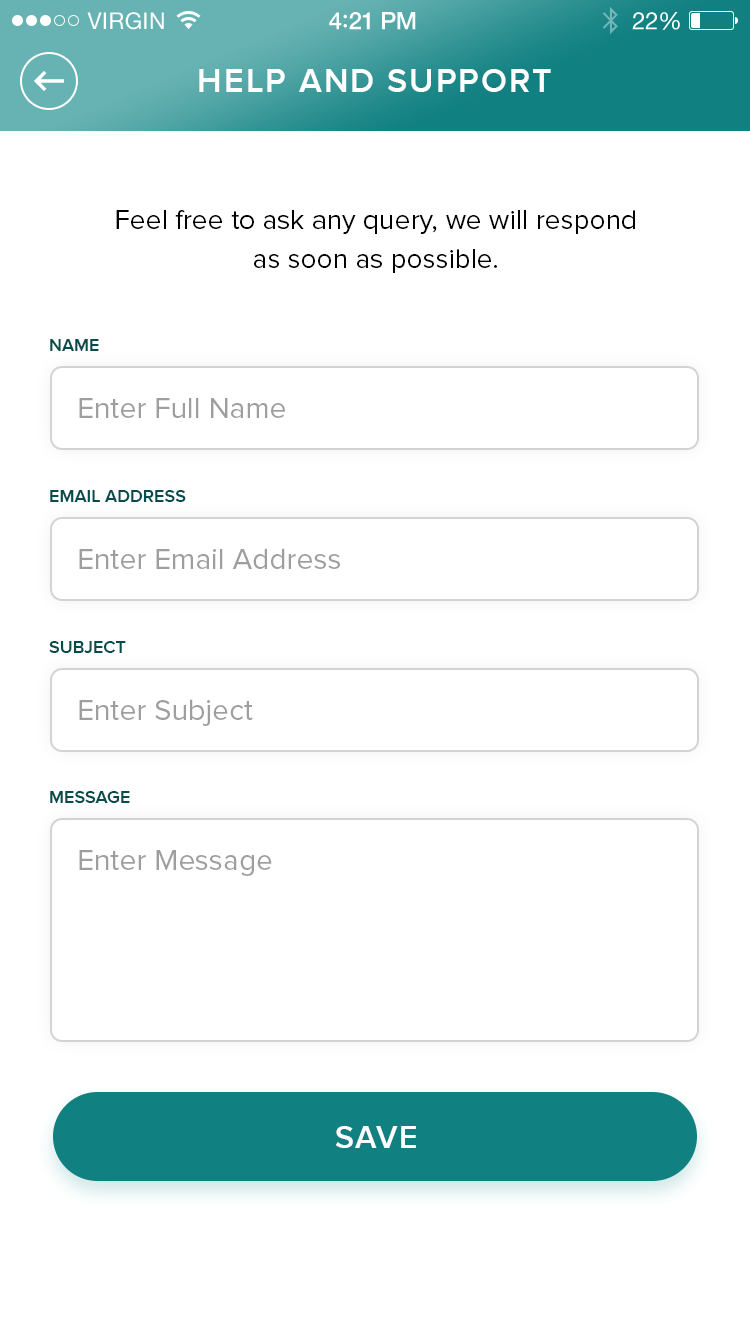 VIRGIN 4:21 PM 22%
HELP AND SUPPORT
Feel free to ask any query, we will respond
as soon as possible.
NAME
Enter Full Name
EMAIL ADDRESS
Enter Email Address
SUBJECT
Enter Subject
MESSAGE
Enter Message
SAVE